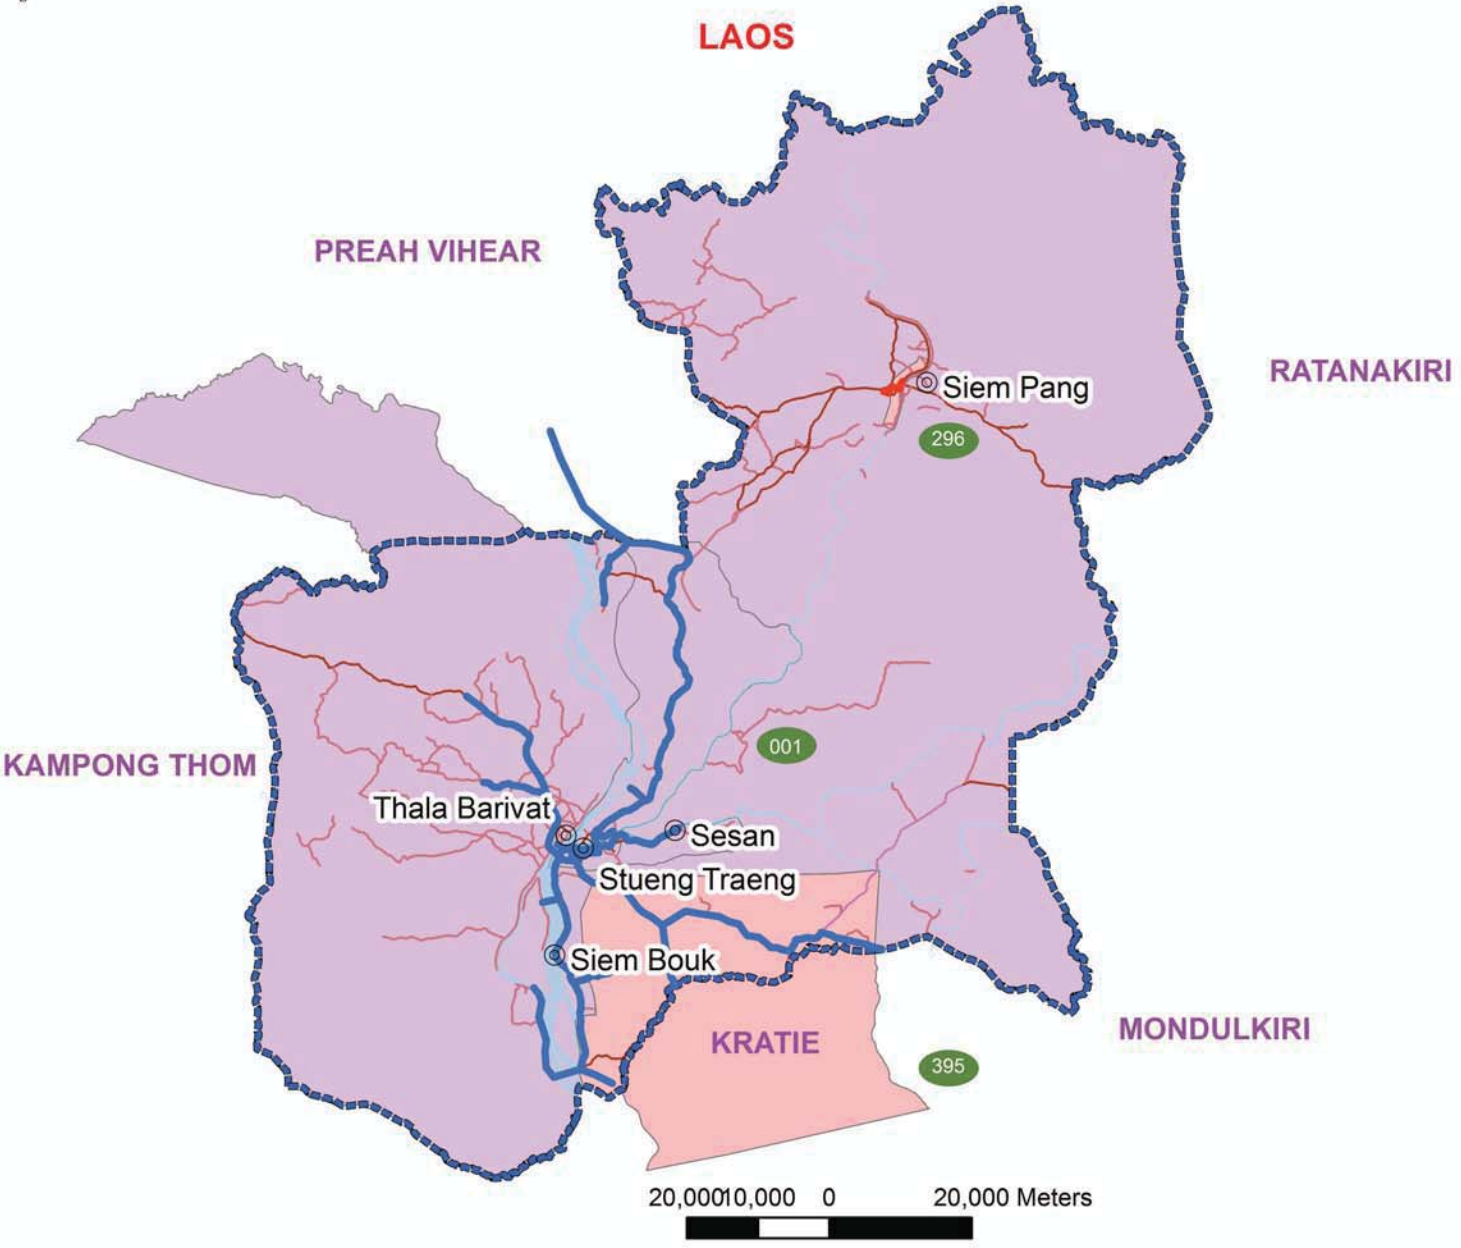 LAOS
PREAH VIHEAR
RATANAKIRI
Siem Pang
296
001
KAMPONG THOM
Thala Barivat
Sesan
Stueng Traeng
Siem Bouk
KRATIE
MONDULKIRI
395
20,000 10,000 0 20,000 Meters